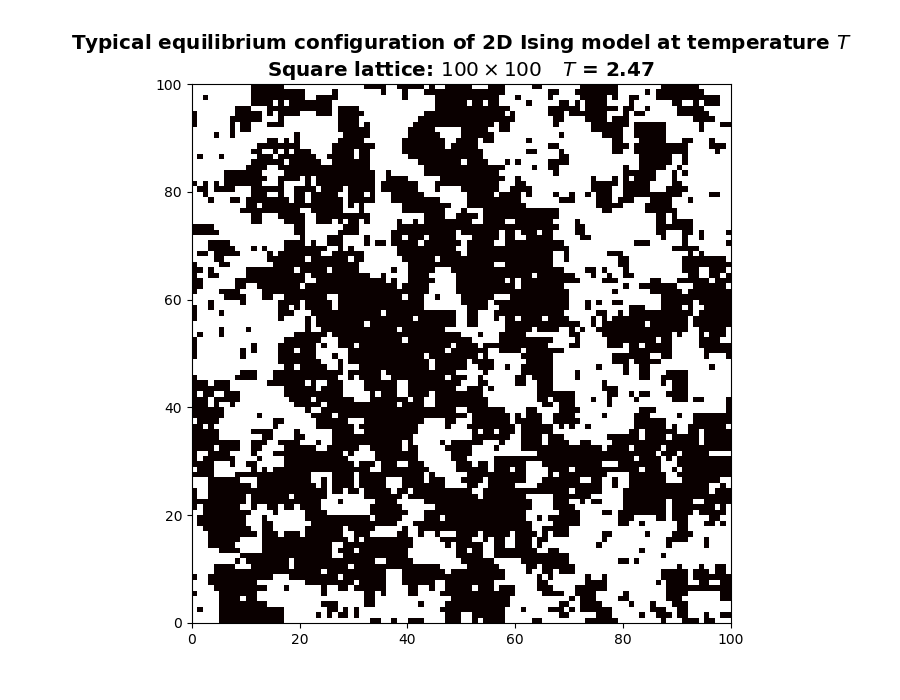 Typical equilibrium configuration of 2D Ising model at temperature T
Square lattice: 100 × 100 T = 2.47
100
80
60
40
20
0
0 20 40 60 80 100